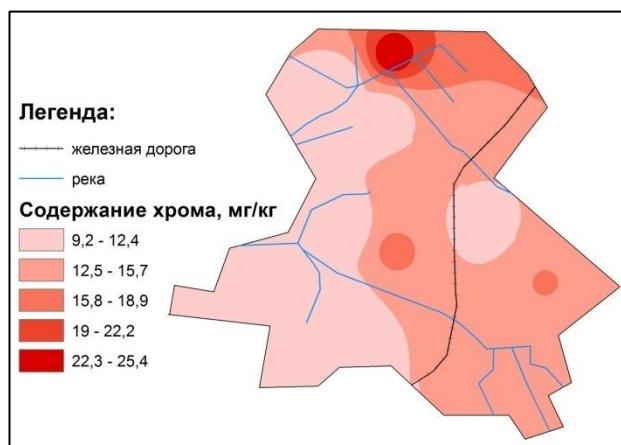 Легенда:
железная дорога
река
Содержание хрома, мг/кг
9,2 - 12,4
12,5 - 15,7
15,8 - 18,9
19 - 22,2
22,3 - 25,4